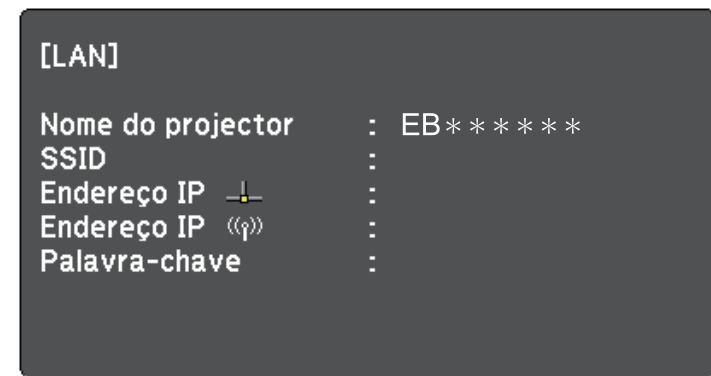 [LAN]
Nome do projector : EB∗∗∗∗∗∗
SSID :
Endereço IP :
Endereço IP :
Palavra-chave :